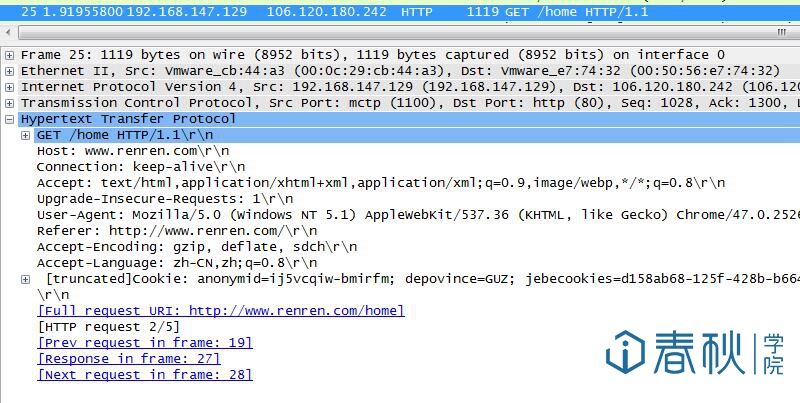 25 1.91955800 192.168.147.129 106.120.180.242 HTTP 1119 GET /home HTTP/1.1
Frame 25: 1119 bytes on wire (8952 bits), 1119 bytes captured (8952 bits) on interface 0
Ethernet II, Src: Vmware_cb:44:a3 (00:0c:29:cb:44:a3), Dst: Vmware_e7:74:32 (00:50:56:e7:74:32)
Internet Protocol Version 4, Src: 192.168.147.129 (192.168.147.129), Dst: 106.120.180.242 (106.120
Transmission Control Protocol, Src Port: mctp (1100), Dst Port: http (80), Seq: 1028, Ack: 1300, L
Hypertext Transfer Protocol
GET /home HTTP/1.1\r\n
Host: www.renren.com\r\n
Connection: keep-alive\r\n
Accept: text/html,application/xhtml+xml,application/xml;q=0.9,image/webp,*/*;q=0.8\r\n
Upgrade-Insecure-Requests: 1\r\n
User-Agent: Mozilla/5.0 (Windows NT 5.1) AppleWebKit/537.36 (KHTML, like Gecko) Chrome/47.0.2526
Referer: http://www.renren.com/\r\n
Accept-Encoding: gzip, deflate, sdch\r\n
Accept-Language: zh-CN,zh;q=0.8\r\n
[truncated]Cookie: anonymid=ij5vcqiw-bmirfm; depovince=GUZ; jebecookies=d158ab68-125f-428b-b664
\r\n
[Full request URI: http://www.renren.com/home]
[HTTP request 2/5]
[Prev request in frame: 19]
[Response in frame: 27]
[Next request in frame: 28]
春秋学院